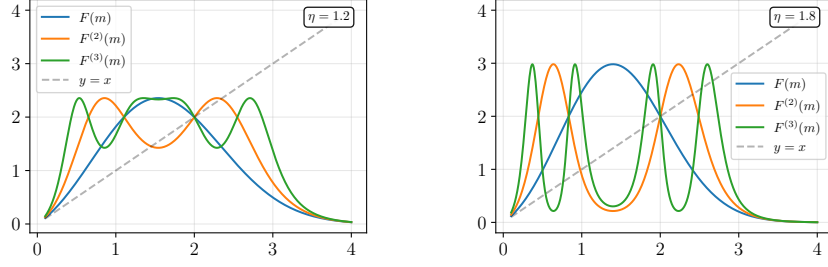 η = 1.2
F(m)
F^(2)(m)
F^(3)(m)
y = x
4
3
2
1
0
0 1 2 3 4
η = 1.8
F(m)
F^(2)(m)
F^(3)(m)
y = x
4
3
2
1
0
0 1 2 3 4